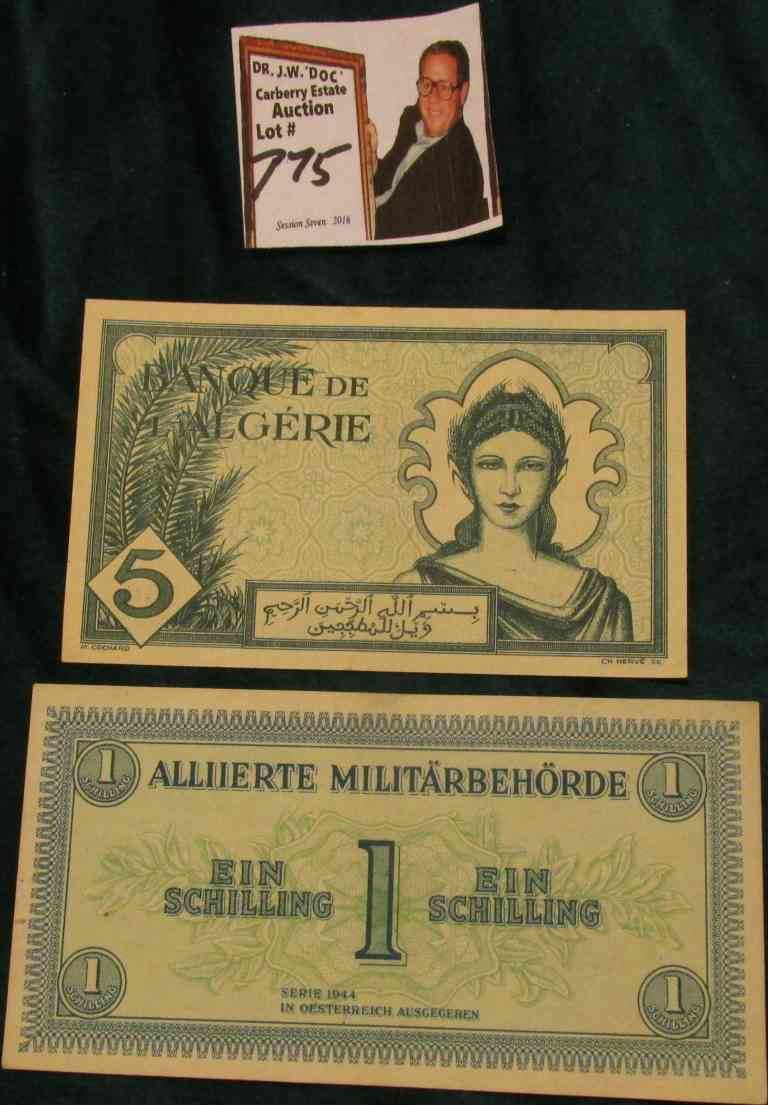 DR. J.W. 'DOC'
Carberry Estate
Auction
Lot #
775
Session Seven 2016
BANQUE DE
L'ALGÉRIE
5
بسم الله الرحمن الرحيم
ويل للمطففين
CH HERVÉ SC
1 SCHILLING
ALLIIERTE MILITÄRBEHÖRDE
1 SCHILLING
EIN
SCHILLING
1
EIN
SCHILLING
1 SCHILLING
SERIE 1944
IN OESTERREICH AUSGEGEBEN
1 SCHILLING